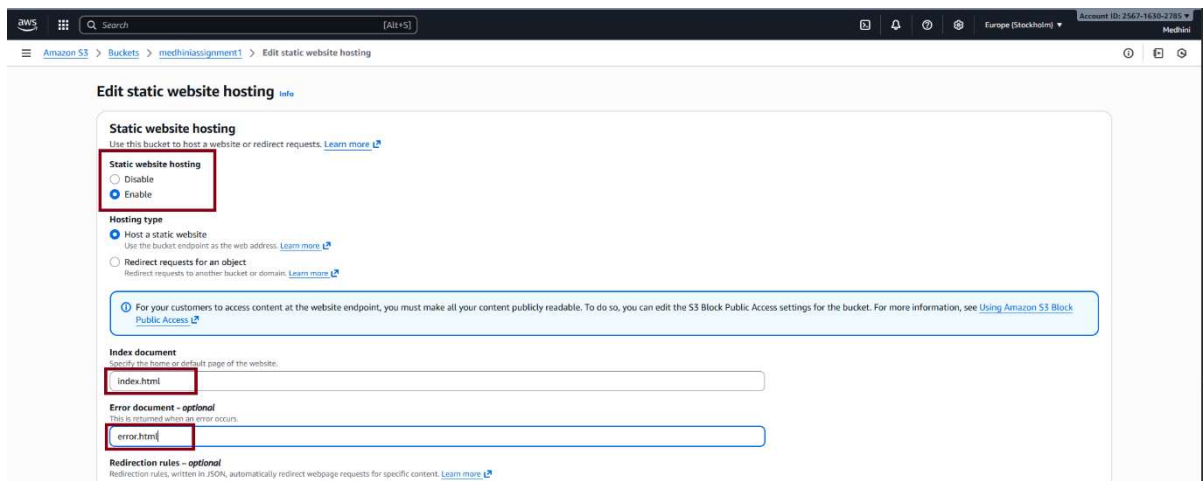 aws
Search
[Alt+S]
Europe (Stockholm) ▼
Account ID: 2567-1630-2785 ▼
Medhini
Amazon S3 > Buckets > medhiniassignment1 > Edit static website hosting
Edit static website hosting Info
Static website hosting
Use this bucket to host a website or redirect requests. Learn more
Static website hosting
Disable
Enable
Hosting type
Host a static website
Use the bucket endpoint as the web address. Learn more
Redirect requests for an object
Redirect requests to another bucket or domain. Learn more
For your customers to access content at the website endpoint, you must make all your content publicly readable. To do so, you can edit the S3 Block Public Access settings for the bucket. For more information, see Using Amazon S3 Block
Public Access
Index document
Specify the home or default page of the website.
index.html
Error document – optional
This is returned when an error occurs.
error.html
Redirection rules – optional
Redirection rules, written in JSON, automatically redirect webpage requests for specific content. Learn more